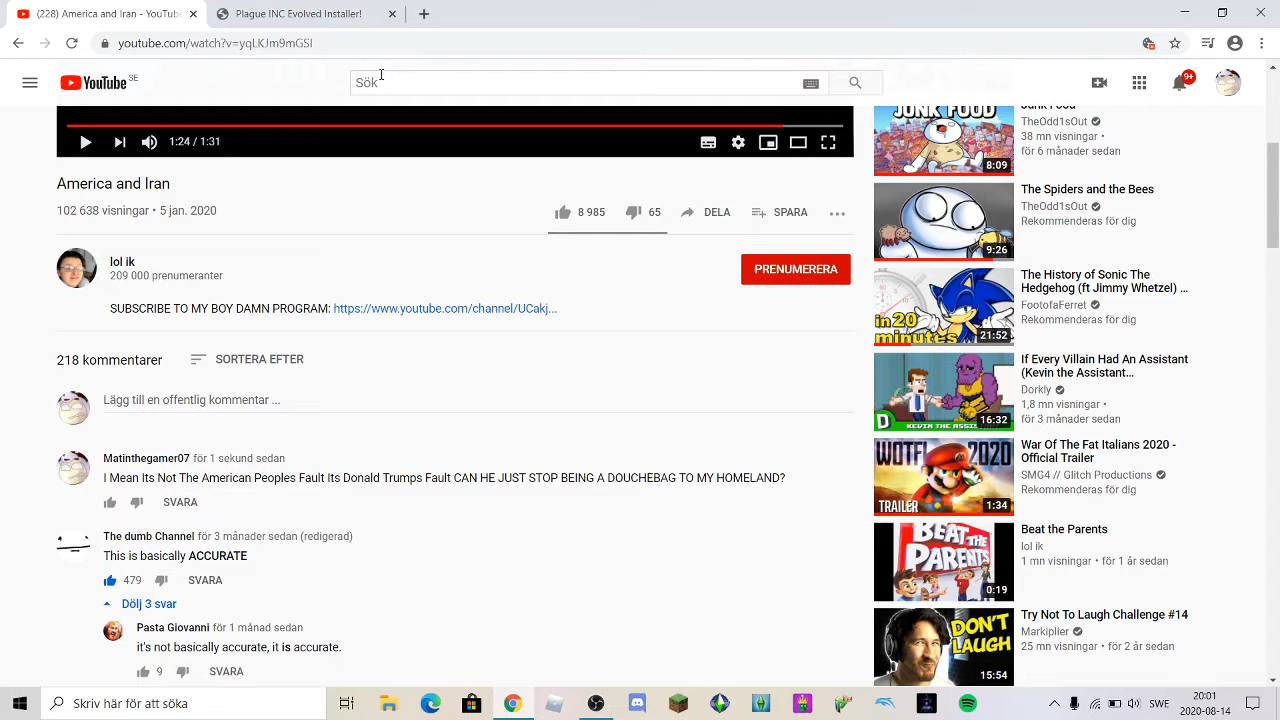 (228) America and Iran - YouTub
Plague INC Evolved Installer!
youtube.com/watch?v=yqLKJm9mGSI
YouTube SE
Sök
9+
1:24 / 1:31
America and Iran
102 638 visningar • 5 jan. 2020
8 985
65
DELA
SPARA
lol ik
209 000 prenumeranter
PRENUMERERA
SUBSCRIBE TO MY BOY DAMN PROGRAM: https://www.youtube.com/channel/UCakj...
218 kommentarer
SORTERA EFTER
Lägg till en offentlig kommentar ...
Matinthegamer07 för 1 sekund sedan
I Mean Its Not The American Peoples Fault Its Donald Trumps Fault CAN HE JUST STOP BEING A DOUCHEBAG TO MY HOMELAND?
SVARA
The dumb Channel för 3 månader sedan (redigerad)
This is basically ACCURATE
479
SVARA
Dölj 3 svar
Pasta Giovanni för 1 månad sedan
it's not basically accurate, it is accurate.
9
SVARA
JUNK FOOD
8:09
Junk Food
TheOdd1sOut
38 mn visningar •
för 6 månader sedan
9:26
The Spiders and the Bees
TheOdd1sOut
Rekommenderas för dig
in 20
minutes
21:52
The History of Sonic The
Hedgehog (ft Jimmy Whetzel) ...
FootofaFerret
Rekommenderas för dig
D
KEVIN THE ASSIS
16:32
If Every Villain Had An Assistant
(Kevin the Assistant...
Dorkly
1,8 mn visningar •
för 3 månader sedan
WOTFI 2020
TRAILER
1:34
War Of The Fat Italians 2020 -
Official Trailer
SMG4 // Glitch Productions
Rekommenderas för dig
BEAT THE
PARENTS
0:19
Beat the Parents
lol ik
1 mn visningar • för 1 år sedan
DON'T
LAUGH
15:54
Try Not To Laugh Challenge #14
Markiplier
25 mn visningar • för 2 år sedan
Skriv här att söka
SWE
20:01
2020-08-14